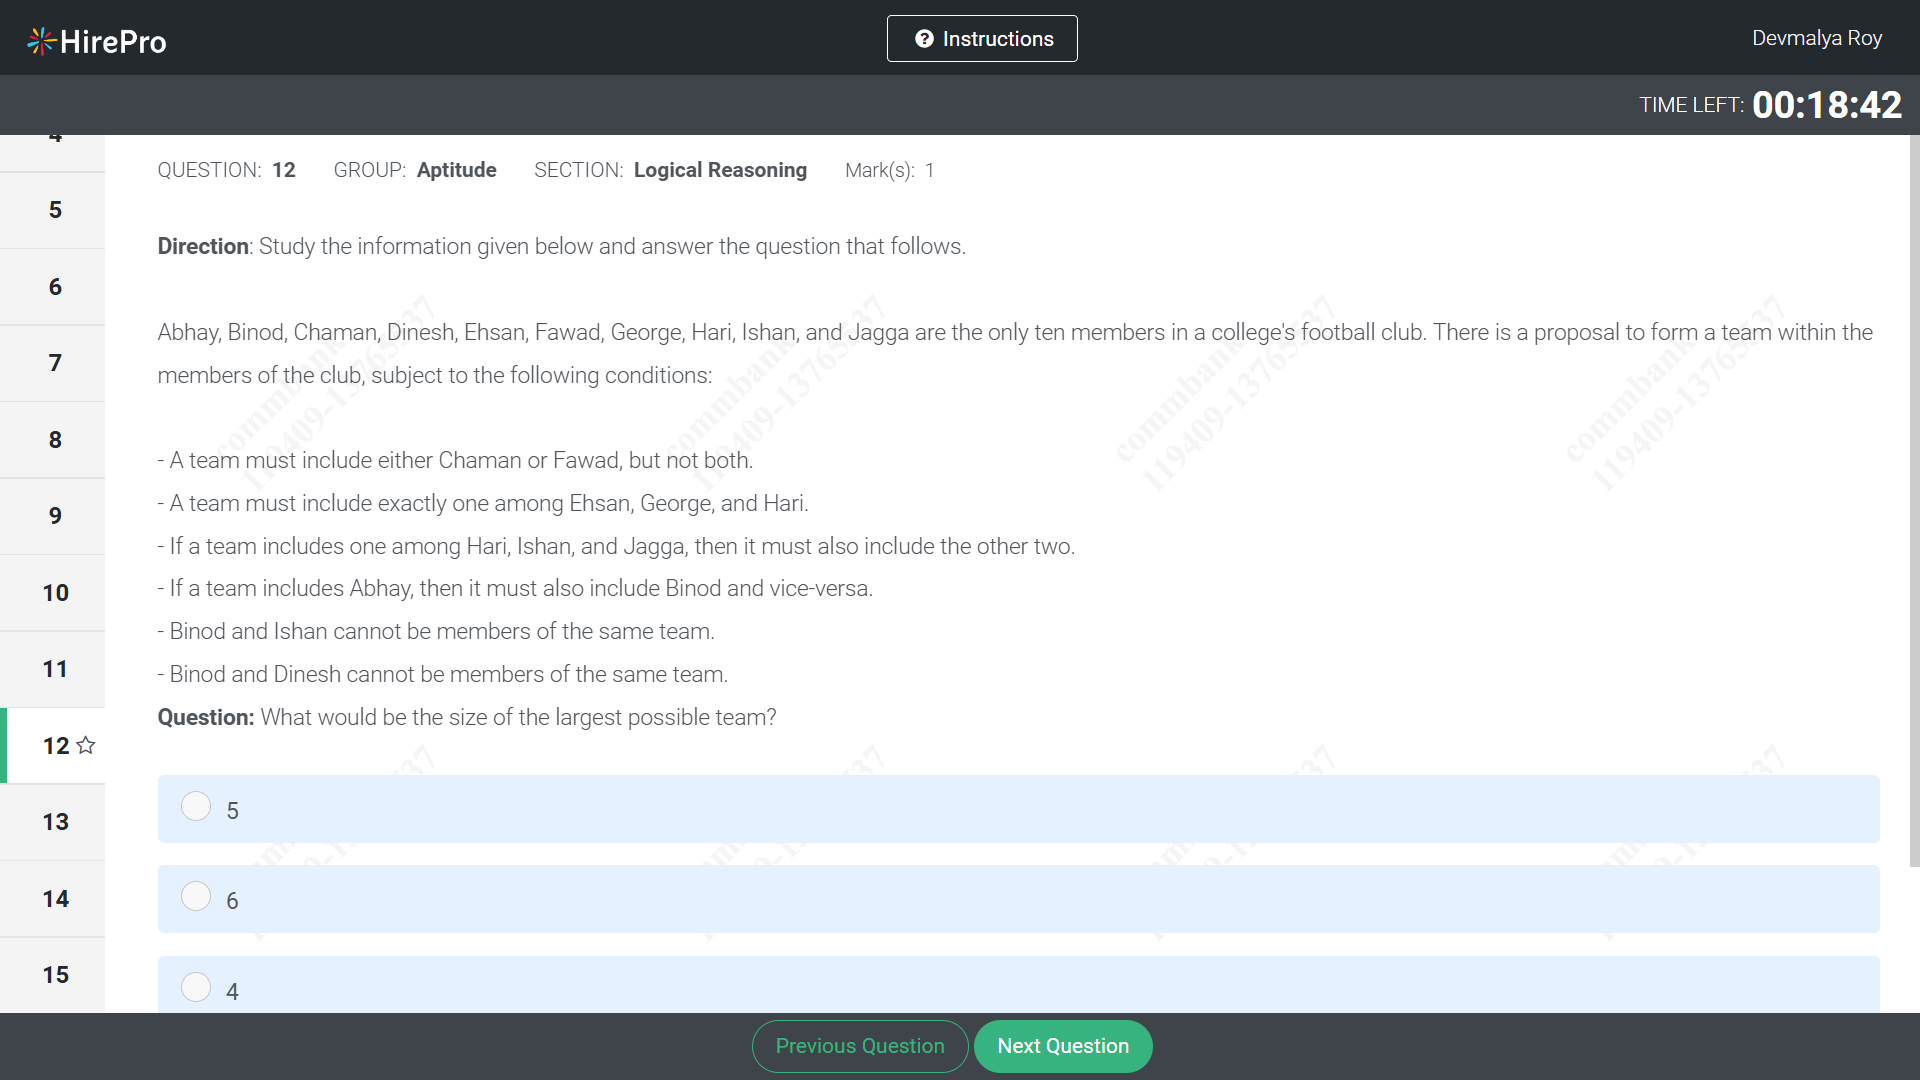 HirePro
Instructions
Devmalya Roy
TIME LEFT: 00:18:42
4
5
6
7
8
9
10
11
12
13
14
15
QUESTION: 12 GROUP: Aptitude SECTION: Logical Reasoning Mark(s): 1
Direction: Study the information given below and answer the question that follows.
Abhay, Binod, Chaman, Dinesh, Ehsan, Fawad, George, Hari, Ishan, and Jagga are the only ten members in a college's football club. There is a proposal to form a team within the
members of the club, subject to the following conditions:
- A team must include either Chaman or Fawad, but not both.
- A team must include exactly one among Ehsan, George, and Hari.
- If a team includes one among Hari, Ishan, and Jagga, then it must also include the other two.
- If a team includes Abhay, then it must also include Binod and vice-versa.
- Binod and Ishan cannot be members of the same team.
- Binod and Dinesh cannot be members of the same team.
Question: What would be the size of the largest possible team?
5
6
4
Previous Question
Next Question